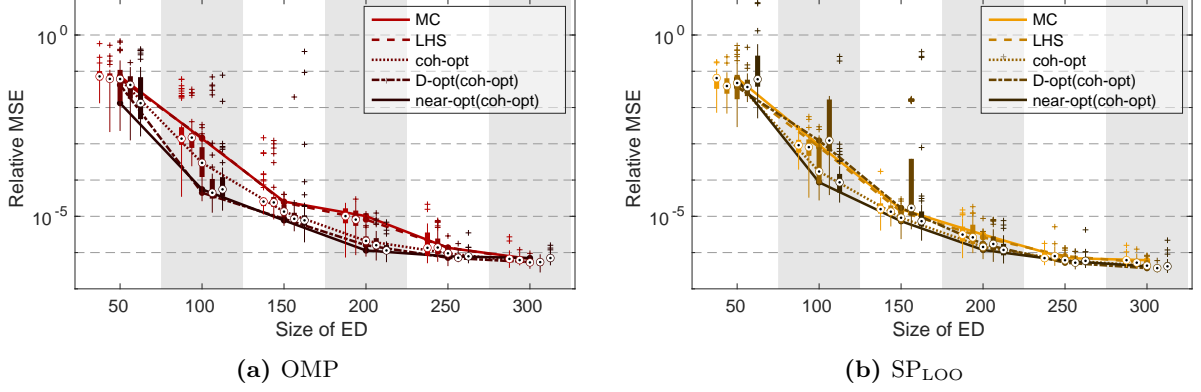 MC
LHS
coh-opt
D-opt(coh-opt)
near-opt(coh-opt)
10^0
10^-5
Relative MSE
50 100 150 200 250 300
Size of ED
(a) OMP
MC
LHS
coh-opt
D-opt(coh-opt)
near-opt(coh-opt)
10^0
10^-5
Relative MSE
50 100 150 200 250 300
Size of ED
(b) SP_LOO